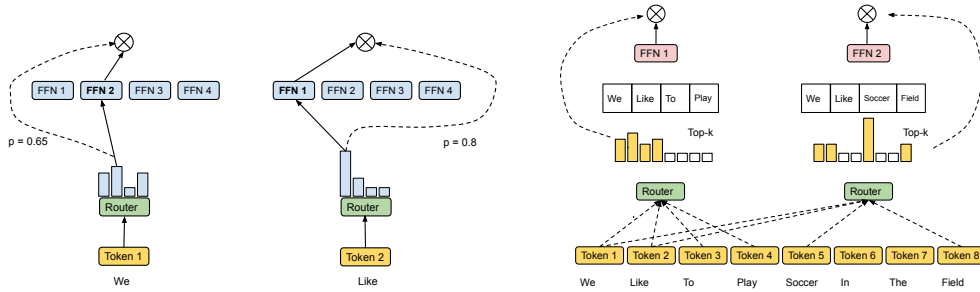 FFN 1 FFN 2 FFN 3 FFN 4
p = 0.65
Router
Token 1
We
FFN 1 FFN 2 FFN 3 FFN 4
p = 0.8
Router
Token 2
Like
FFN 1 FFN 2
We Like To Play
We Like Soccer Field
Top-k Top-k
Router Router
Token 1 Token 2 Token 3 Token 4 Token 5 Token 6 Token 7 Token 8
We Like To Play Soccer In The Field